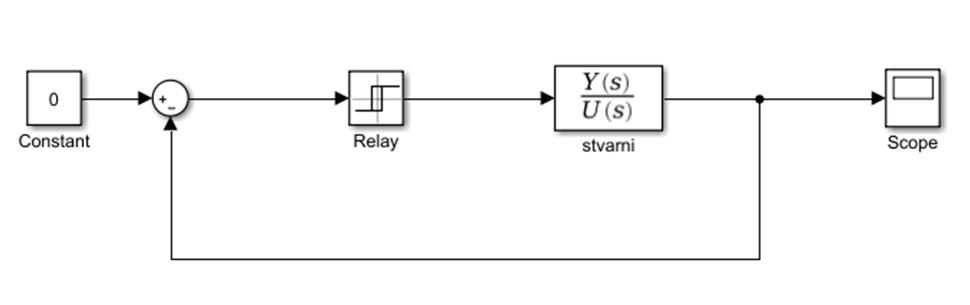 0
+
−
Y(s)
U(s)
Constant
Relay
stvarni
Scope